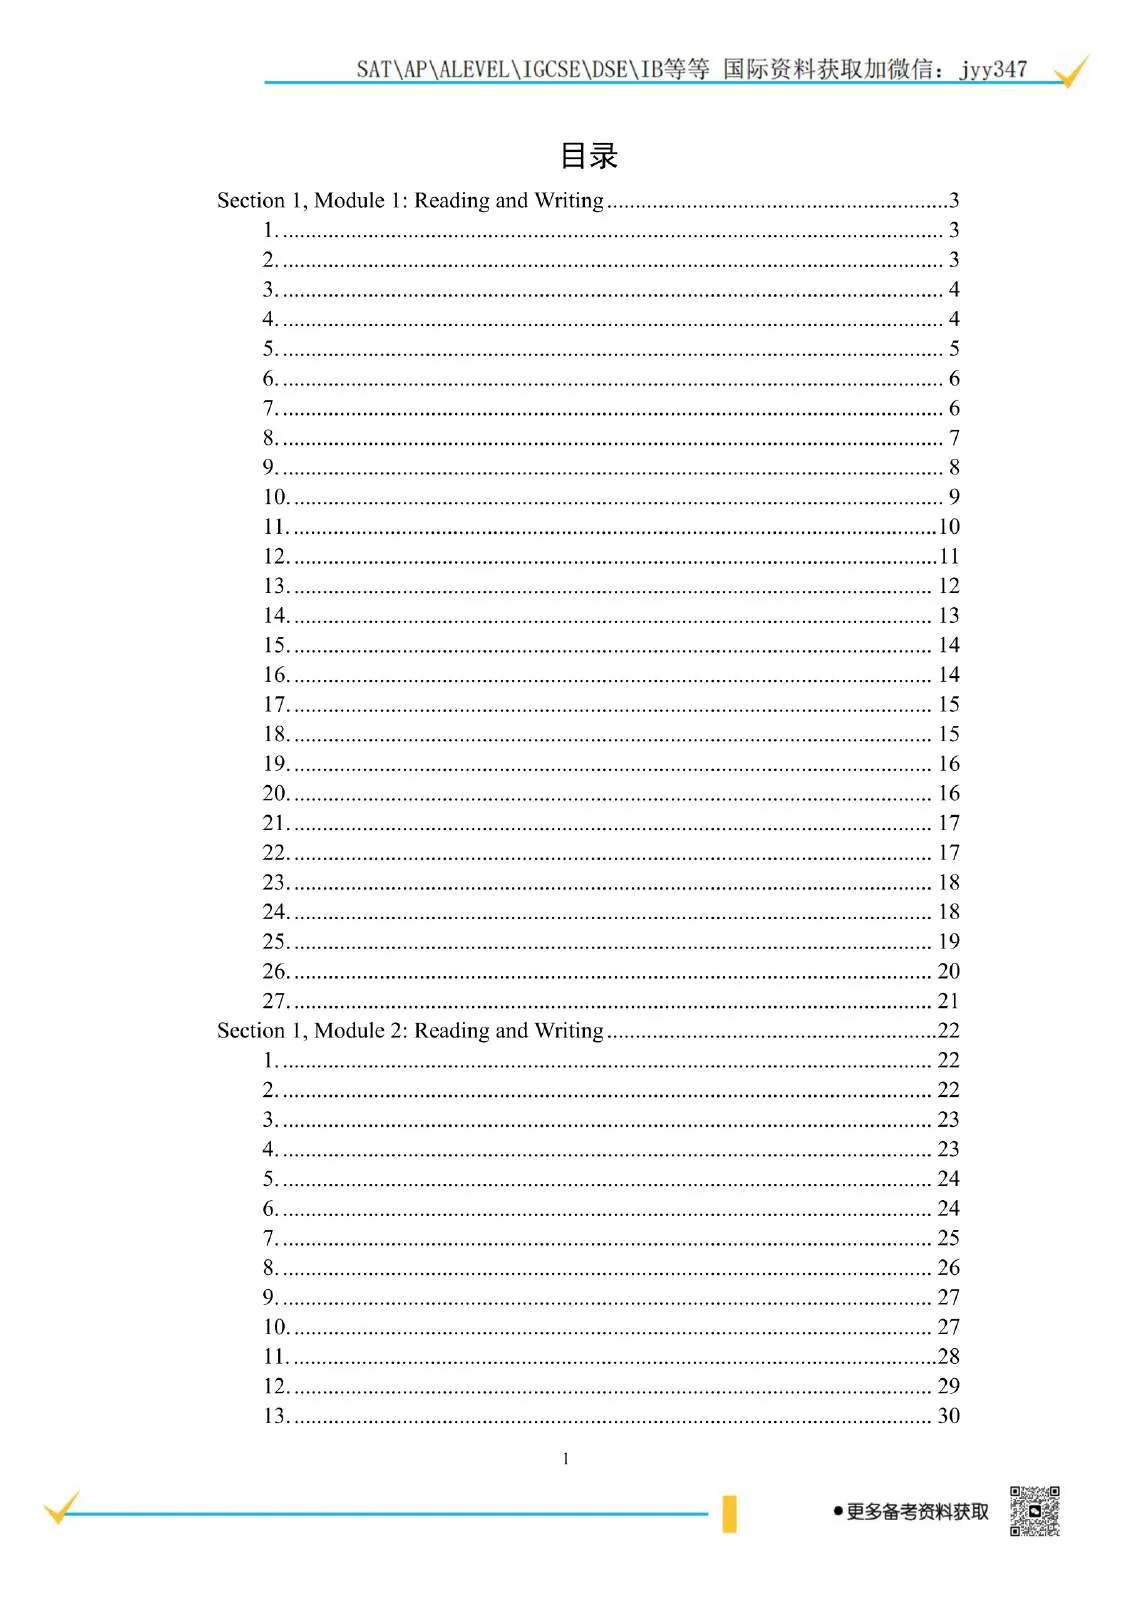 SAT\AP\ALEVEL\IGCSE\DSE\IB等等 国际资料获取加微信：jyy347
目录
Section 1, Module 1: Reading and Writing............................................................3
1. ..................................................................................................................... 3
2. ..................................................................................................................... 3
3. ..................................................................................................................... 4
4. ..................................................................................................................... 4
5. ..................................................................................................................... 5
6. ..................................................................................................................... 6
7. ..................................................................................................................... 6
8. ..................................................................................................................... 7
9. ..................................................................................................................... 8
10. ................................................................................................................... 9
11. ...................................................................................................................10
12. ...................................................................................................................11
13. ................................................................................................................. 12
14. ................................................................................................................. 13
15. ................................................................................................................. 14
16. ................................................................................................................. 14
17. ................................................................................................................. 15
18. ................................................................................................................. 15
19. ................................................................................................................. 16
20. ................................................................................................................. 16
21. ................................................................................................................. 17
22. ................................................................................................................. 17
23. ................................................................................................................. 18
24. ................................................................................................................. 18
25. ................................................................................................................. 19
26. ................................................................................................................. 20
27. ................................................................................................................. 21
Section 1, Module 2: Reading and Writing..........................................................22
1. ................................................................................................................... 22
2. ................................................................................................................... 22
3. ................................................................................................................... 23
4. ................................................................................................................... 23
5. ................................................................................................................... 24
6. ................................................................................................................... 24
7. ................................................................................................................... 25
8. ................................................................................................................... 26
9. ................................................................................................................... 27
10. ................................................................................................................. 27
11. ..................................................................................................................28
12. ................................................................................................................. 29
13. ................................................................................................................. 30
1
●更多备考资料获取